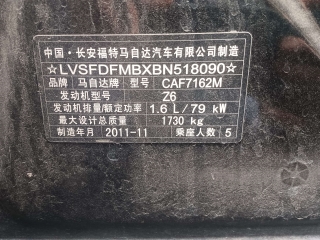 中国·长安福特马自达汽车有限公司制造
☆LVSFDFMBXBN518090☆
品牌 马自达牌 型号 CAF7162M
发动机型号 Z6
发动机排量/额定功率 1.6 L/79 kW
最大设计总质量 1730 kg
制造年月 2011-11 乘座人数 5